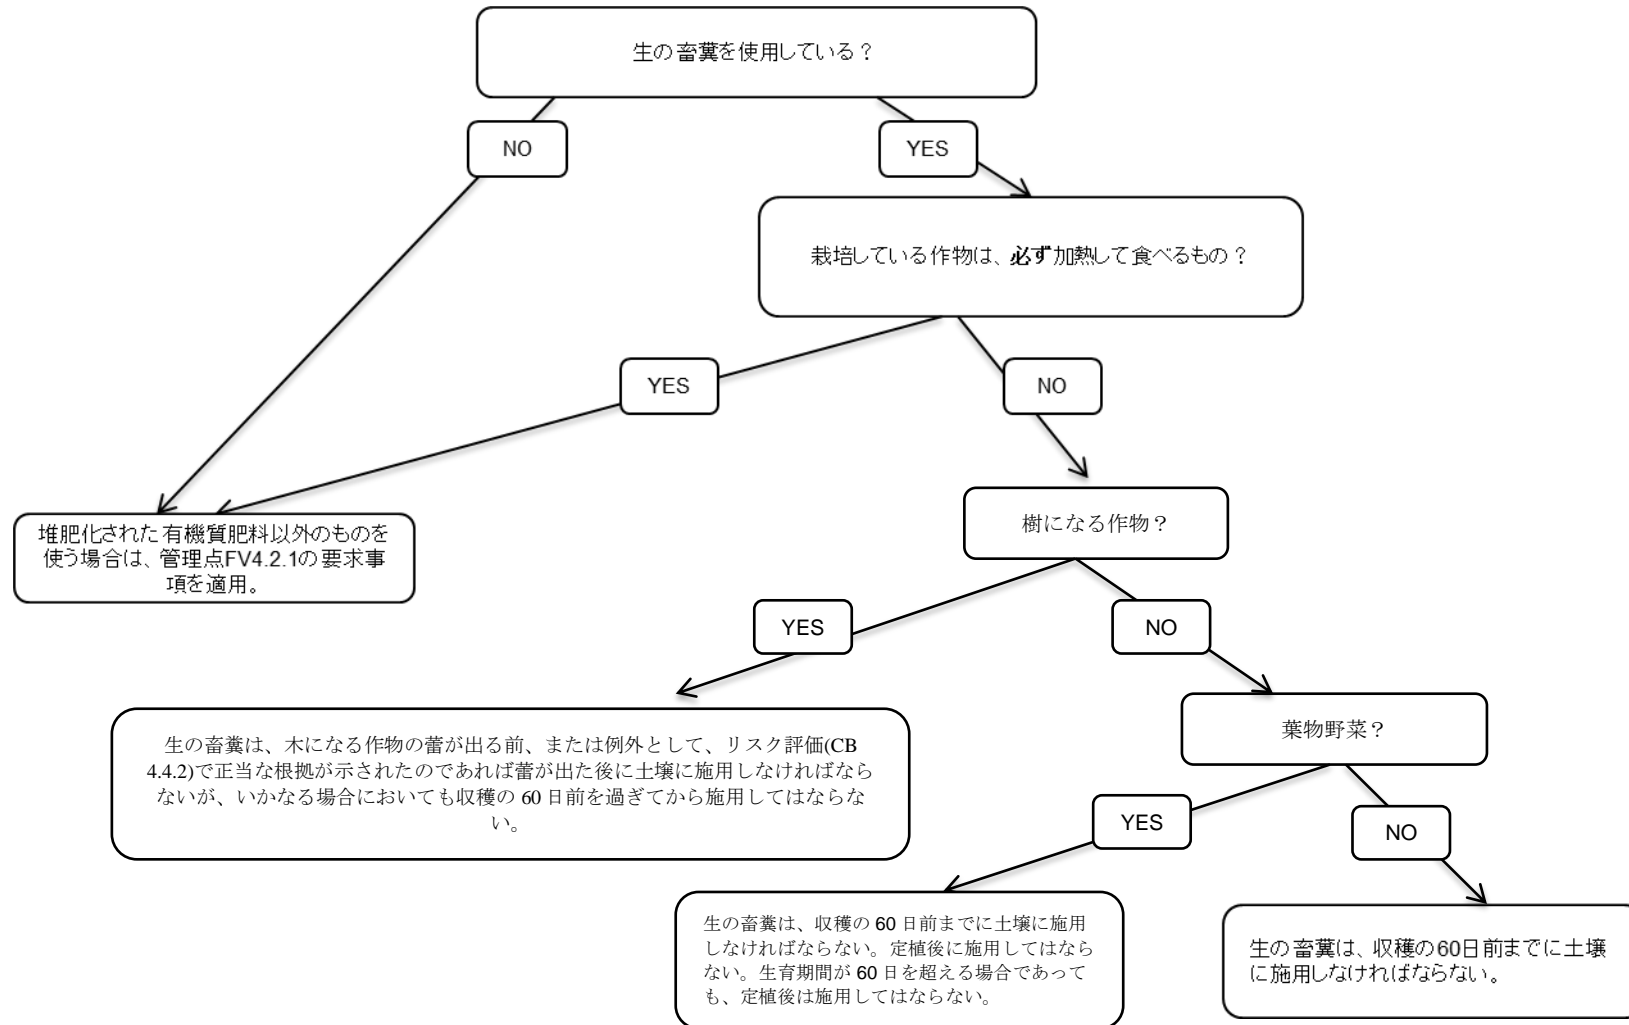 生の畜糞を使用している？
NO
YES
栽培している作物は、必ず加熱して食べるもの？
YES
NO
堆肥化された有機質肥料以外のものを
使う場合は、管理点FV4.2.1の要求事
項を適用。
樹になる作物？
YES
NO
生の畜糞は、木になる作物の蕾が出る前、または例外として、リスク評価(CB
4.4.2)で正当な根拠が示されたのであれば蕾が出た後に土壌に施用しなければなら
ないが、いかなる場合においても収穫の 60 日前を過ぎてから施用してはならな
い。
葉物野菜？
YES
NO
生の畜糞は、収穫の 60 日前までに土壌に施用
しなければならない。定植後に施用してはなら
ない。生育期間が 60 日を超える場合であって
も、定植後は施用してはならない。
生の畜糞は、収穫の60日前までに土壌
に施用しなければならない。